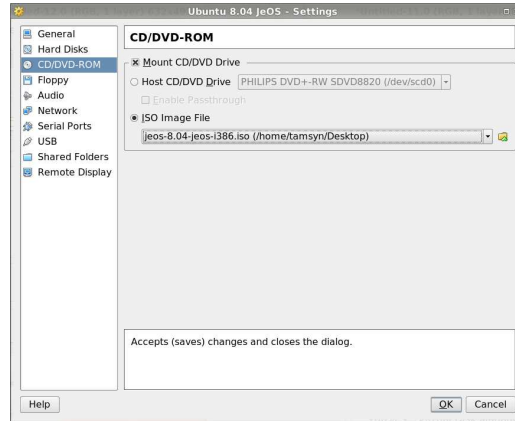 Ubuntu 8.04 JeOS - Settings
General
Hard Disks
CD/DVD-ROM
Floppy
Audio
Network
Serial Ports
USB
Shared Folders
Remote Display
CD/DVD-ROM
Mount CD/DVD Drive
Host CD/DVD Drive PHILIPS DVD+-RW SDVD8820 (/dev/scd0)
Enable Passthrough
ISO Image File
jeos-8.04-jeos-i386.iso (/home/tamsyn/Desktop)
Accepts (saves) changes and closes the dialog.
Help OK Cancel